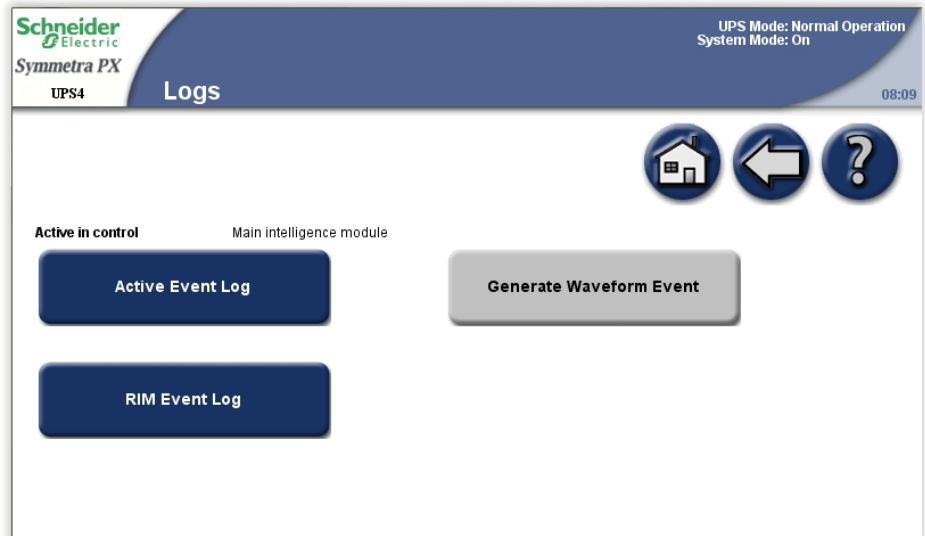 Schneider
Electric
Symmetra PX
UPS4
Logs
UPS Mode: Normal Operation
System Mode: On
08:09
?
Active in control
Main intelligence module
Active Event Log
Generate Waveform Event
RIM Event Log